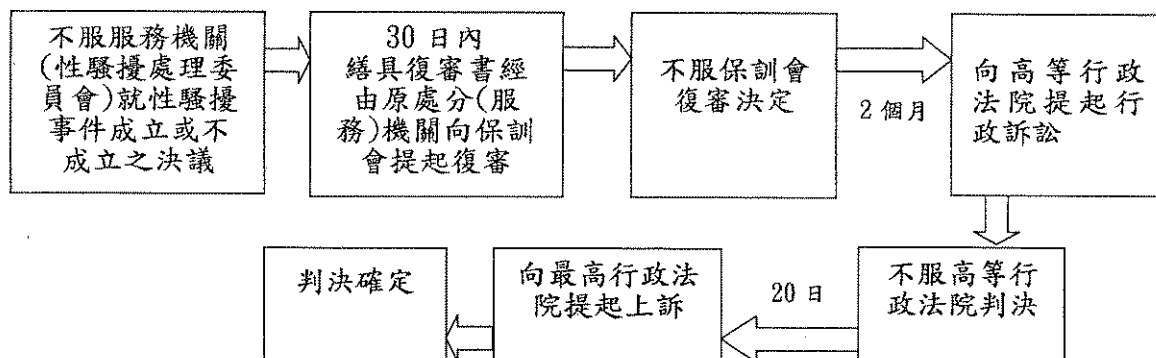 不服服務機關
(性騷擾處理委
員會)就性騷擾
事件成立或不
成立之決議
30 日內
繕具復審書經
由原處分(服
務)機關向保訓
會提起復審
不服保訓會
復審決定
2 個月
向高等行政
法院提起行
政訴訟
不服高等行
政法院判決
20 日
向最高行政法
院提起上訴
判決確定